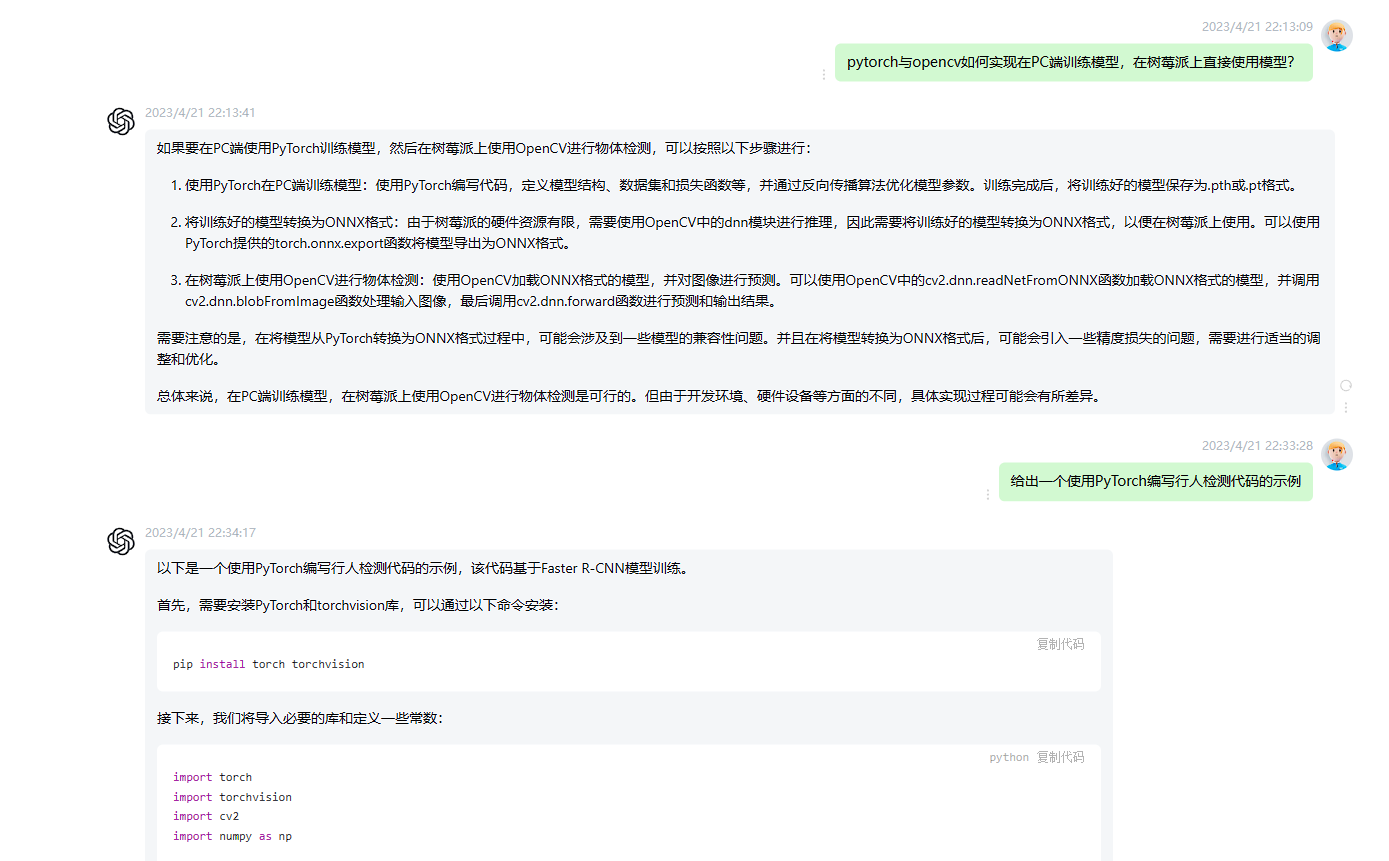 2023/4/21 22:13:09
pytorch与opencv如何实现在PC端训练模型，在树莓派上直接使用模型？
2023/4/21 22:13:41
如果要在PC端使用PyTorch训练模型，然后在树莓派上使用OpenCV进行物体检测，可以按照以下步骤进行：
1. 使用PyTorch在PC端训练模型：使用PyTorch编写代码，定义模型结构、数据集和损失函数等，并通过反向传播算法优化模型参数。训练完成后，将训练好的模型保存为.pth或.pt格式。
2. 将训练好的模型转换为ONNX格式：由于树莓派的硬件资源有限，需要使用OpenCV中的dnn模块进行推理，因此需要将训练好的模型转换为ONNX格式，以便在树莓派上使用。可以使用
PyTorch提供的torch.onnx.export函数将模型导出为ONNX格式。
3. 在树莓派上使用OpenCV进行物体检测：使用OpenCV加载ONNX格式的模型，并对图像进行预测。可以使用OpenCV中的cv2.dnn.readNetFromONNX函数加载ONNX格式的模型，并调用
cv2.dnn.blobFromImage函数处理输入图像，最后调用cv2.dnn.forward函数进行预测和输出结果。
需要注意的是，在将模型从PyTorch转换为ONNX格式过程中，可能会涉及到一些模型的兼容性问题。并且在将模型转换为ONNX格式后，可能会引入一些精度损失的问题，需要进行适当的调
整和优化。
总体来说，在PC端训练模型，在树莓派上使用OpenCV进行物体检测是可行的。但由于开发环境、硬件设备等方面的不同，具体实现过程可能会有所差异。
2023/4/21 22:33:28
给出一个使用PyTorch编写行人检测代码的示例
2023/4/21 22:34:17
以下是一个使用PyTorch编写行人检测代码的示例，该代码基于Faster R-CNN模型训练。
首先，需要安装PyTorch和torchvision库，可以通过以下命令安装：
复制代码
pip install torch torchvision
接下来，我们将导入必要的库和定义一些常数：
python 复制代码
import torch
import torchvision
import cv2
import numpy as np